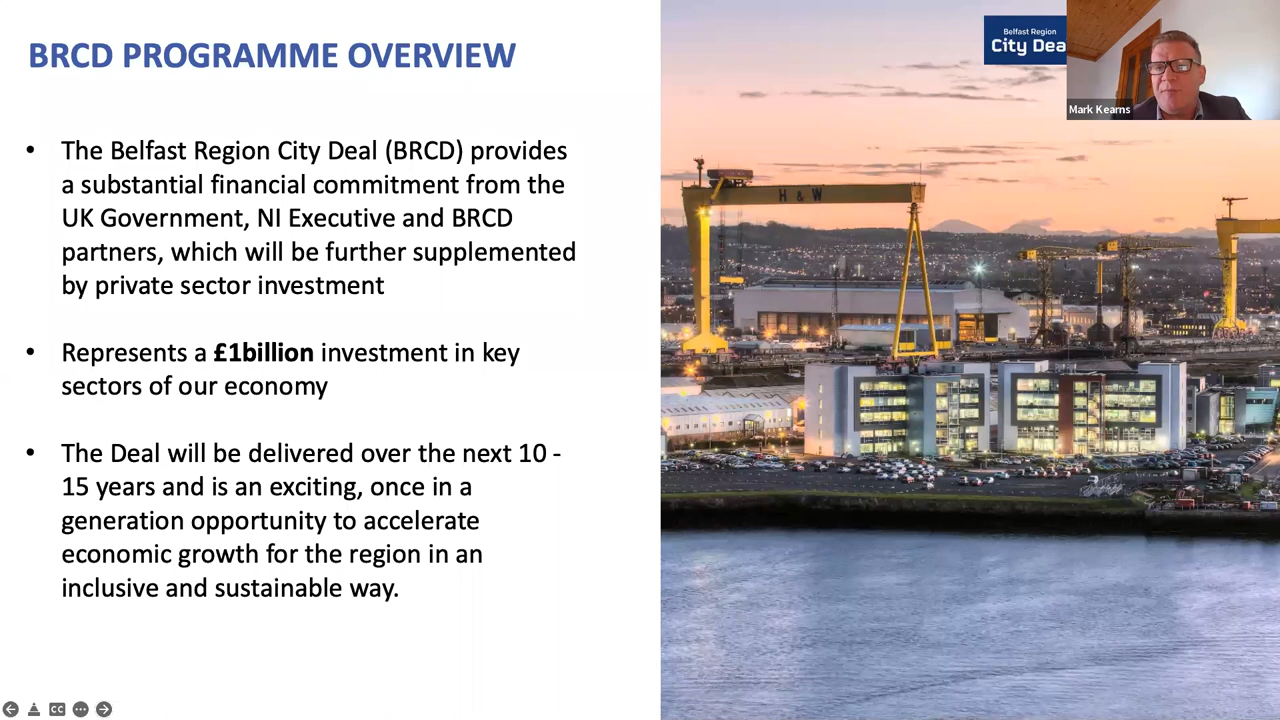 BRCD PROGRAMME OVERVIEW
• The Belfast Region City Deal (BRCD) provides
a substantial financial commitment from the
UK Government, NI Executive and BRCD
partners, which will be further supplemented
by private sector investment
• Represents a £1billion investment in key
sectors of our economy
• The Deal will be delivered over the next 10 -
15 years and is an exciting, once in a
generation opportunity to accelerate
economic growth for the region in an
inclusive and sustainable way.
Belfast Region
City Dea
Mark Kearns
H & W
CC